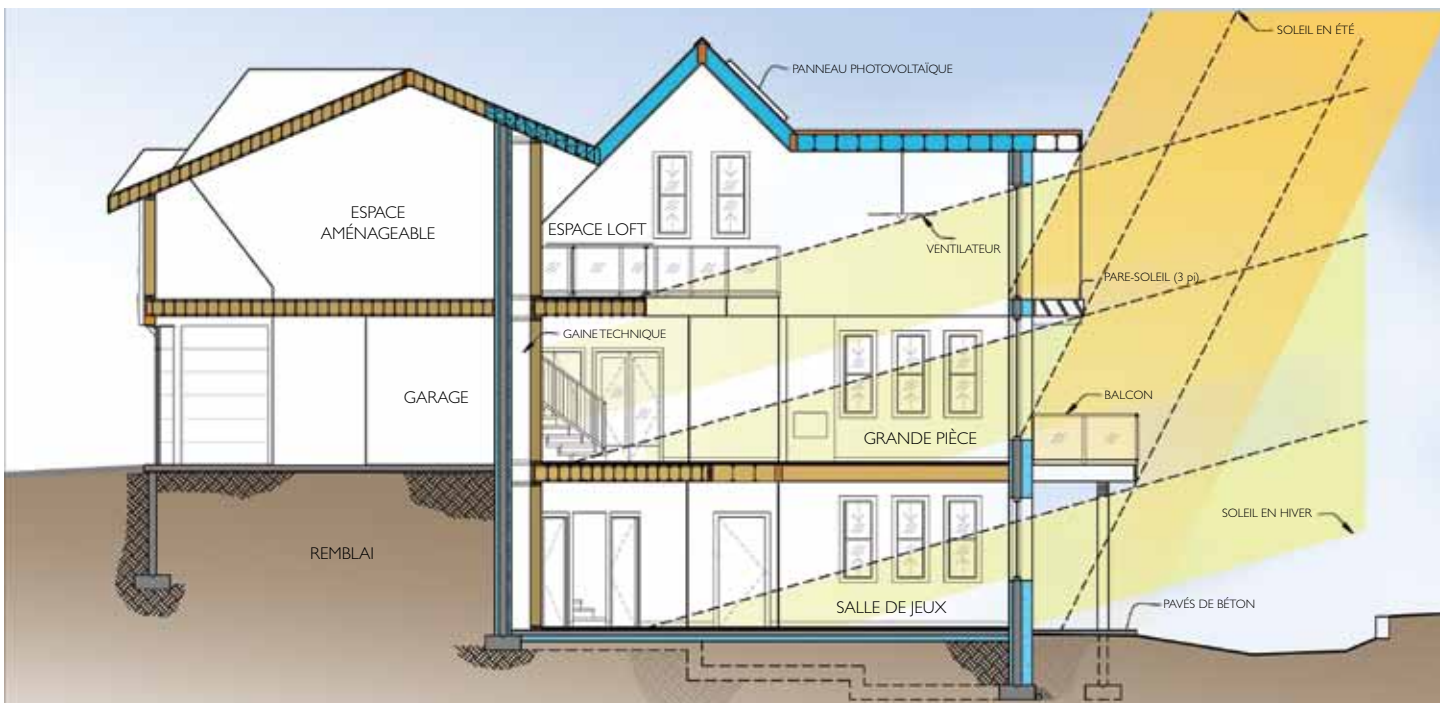 SOLEIL EN ÉTÉ
PANNEAU PHOTOVOLTAÏQUE
ESPACE
AMÉNAGEABLE
ESPACE LOFT
VENTILATEUR
PARE-SOLEIL (3 pi)
GAINE TECHNIQUE
GARAGE
BALCON
GRANDE PIÈCE
SOLEIL EN HIVER
REMBLAI
SALLE DE JEUX
PAVÉS DE BÉTON